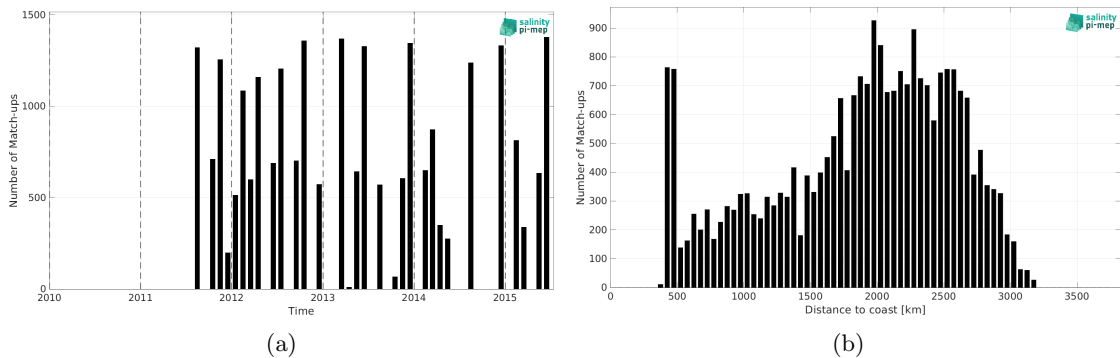 salinity
pi-mep
1500
1000
500
0
Number of Match-ups
2010 2011 2012 2013 2014 2015
Time
(a)
salinity
pi-mep
900
800
700
600
500
400
300
200
100
0
Number of Match-ups
0 500 1000 1500 2000 2500 3000 3500
Distance to coast [km]
(b)